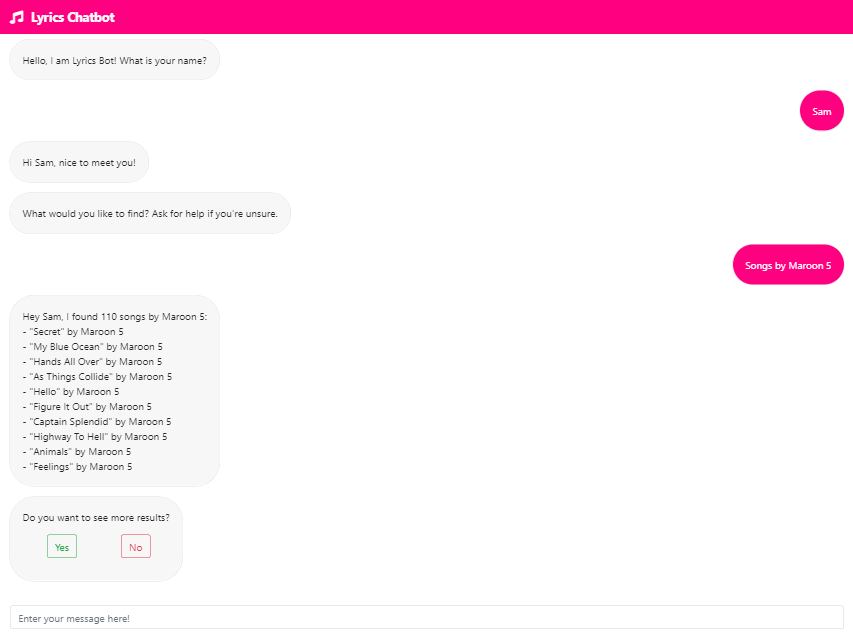 Lyrics Chatbot
Hello, I am Lyrics Bot! What is your name?
Sam
Hi Sam, nice to meet you!
What would you like to find? Ask for help if you're unsure.
Songs by Maroon 5
Hey Sam, I found 110 songs by Maroon 5:
- "Secret" by Maroon 5
- "My Blue Ocean" by Maroon 5
- "Hands All Over" by Maroon 5
- "As Things Collide" by Maroon 5
- "Hello" by Maroon 5
- "Figure It Out" by Maroon 5
- "Captain Splendid" by Maroon 5
- "Highway To Hell" by Maroon 5
- "Animals" by Maroon 5
- "Feelings" by Maroon 5
Do you want to see more results?
Yes No
Enter your message here!